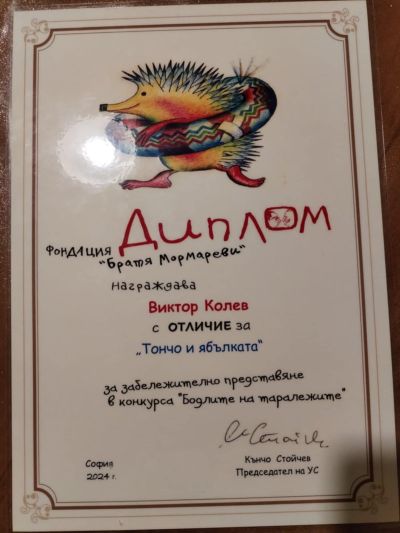 ДИПЛОМ
ФОНДАЦИЯ
"Братя Мормареви"
награждава
Виктор Колев
с ОТЛИЧИЕ за
„Тончо и ябълката“
за забележително представяне
в конкурса "Бодлите на таралежите"
Кънчо Стойчев
Председател на УС
София
2024 г.